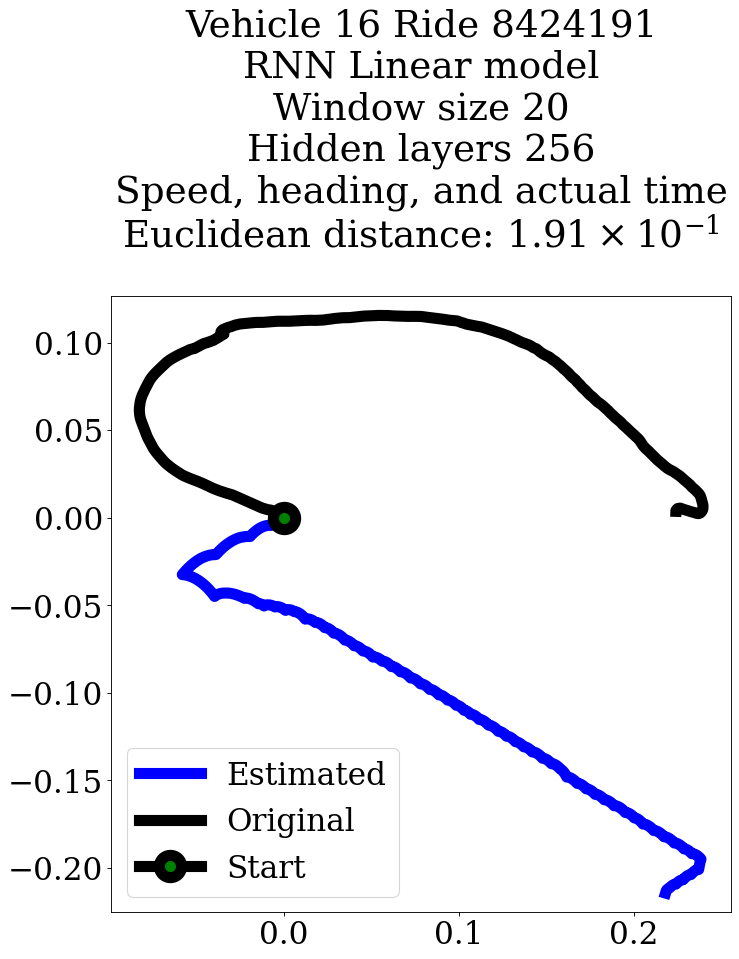 Vehicle 16 Ride 8424191
RNN Linear model
Window size 20
Hidden layers 256
Speed, heading, and actual time
Euclidean distance: 1.91 × 10⁻¹
0.10
0.05
0.00
−0.05
−0.10
−0.15
−0.20
Estimated
Original
Start
0.0 0.1 0.2